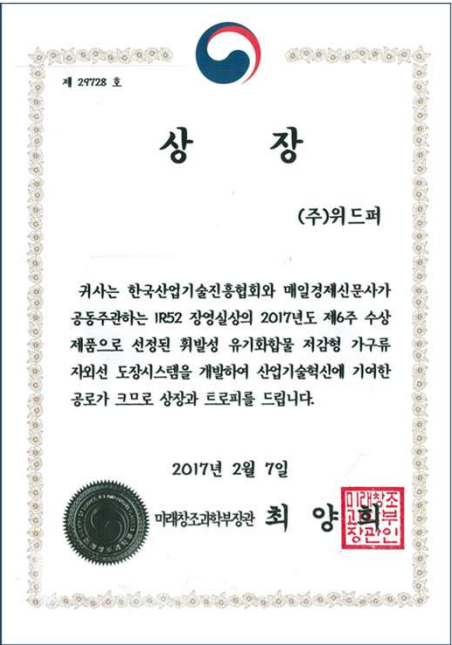 제 29728 호
상 장
(주)위드퍼
귀사는 한국산업기술진흥협회와 매일경제신문사가
공동주관하는 IR52 장영실상의 2017년도 제6주 수상
제품으로 선정된 휘발성 유기화합물 저감형 가구류
자외선 도장시스템을 개발하여 산업기술혁신에 기여한
공로가 크므로 상장과 트로피를 드립니다.
2017년 2월 7일
미래창조과학부장관 최 양 희
미래창조
과학부
장관인